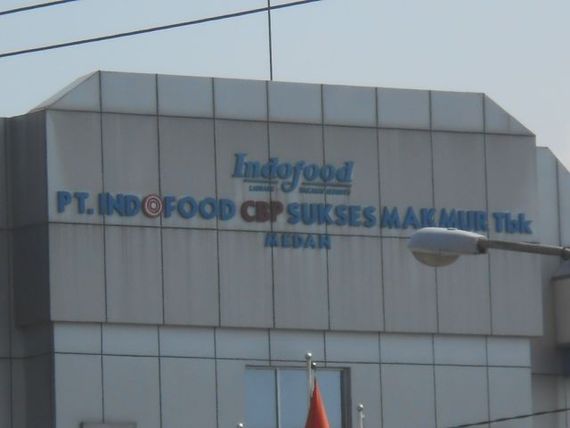 Indofood
PT. INDOFOOD CBP SUKSES MAKMUR Tbk
MEDAN